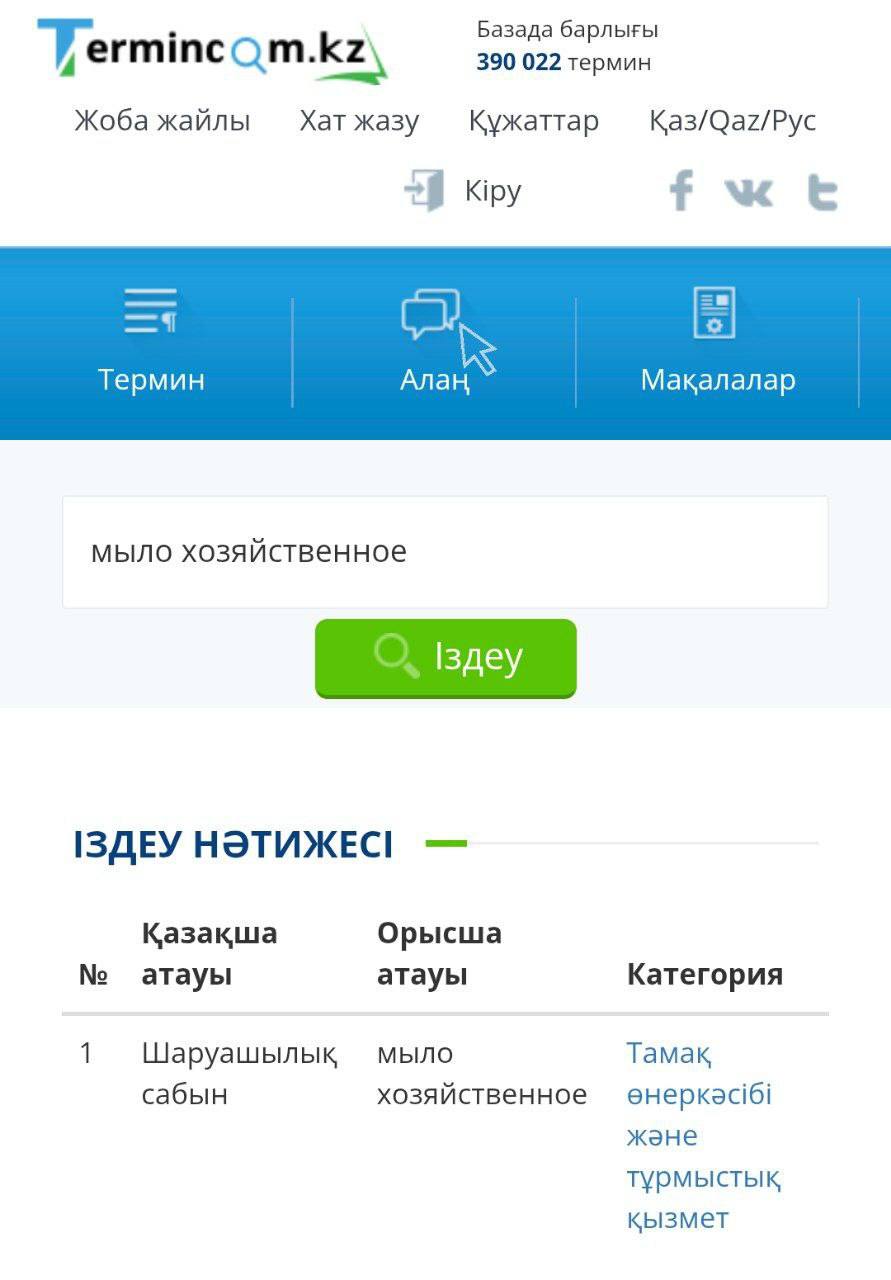 Termincom.kz
Базада барлығы
390 022 термин
Жоба жайлы Хат жазу Құжаттар Қаз/Qaz/Рус
Кіру
Термин Алаң Мақалалар
мыло хозяйственное
Іздеу
ІЗДЕУ НӘТИЖЕСІ
Қазақша Орысша
№ атауы атауы Категория
1 Шаруашылық мыло Тамақ
сабын хозяйственное өнеркәсібі
және
тұрмыстық
қызмет